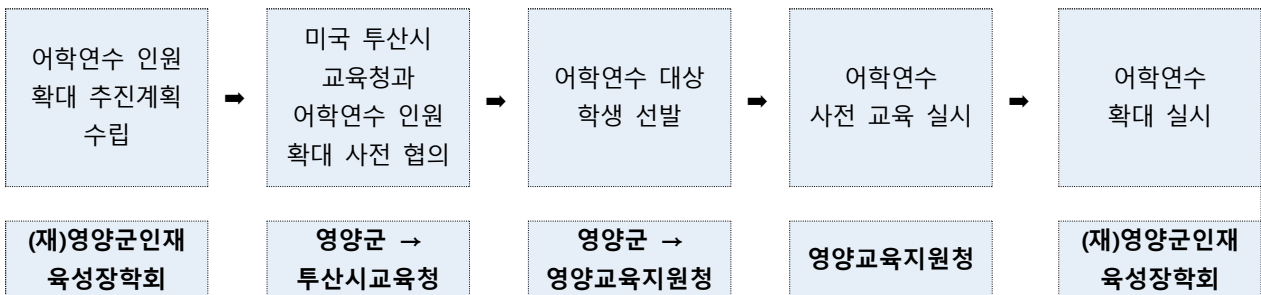 어학연수 인원
확대 추진계획
수립
➡
미국 투산시
교육청과
어학연수 인원
확대 사전 협의
➡
어학연수 대상
학생 선발
➡
어학연수
사전 교육 실시
➡
어학연수
확대 실시
(재)영양군인재
육성장학회
영양군 →
투산시교육청
영양군 →
영양교육지원청
영양교육지원청
(재)영양군인재
육성장학회